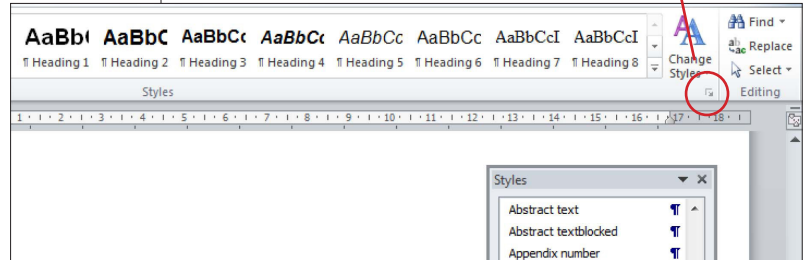 AaBb( AaBbC AaBbCc AaBbCc AaBbCc AaBbCc AaBbCcI AaBbCcI
¶ Heading 1 ¶ Heading 2 ¶ Heading 3 ¶ Heading 4 ¶ Heading 5 ¶ Heading 6 ¶ Heading 7 ¶ Heading 8
Change
Styles
Find
Replace
Select
Styles
Editing
1 2 3 4 5 6 7 8 9 10 11 12 13 14 15 16 17 18
Styles
Abstract text ¶
Abstract textblocked ¶
Appendix number ¶